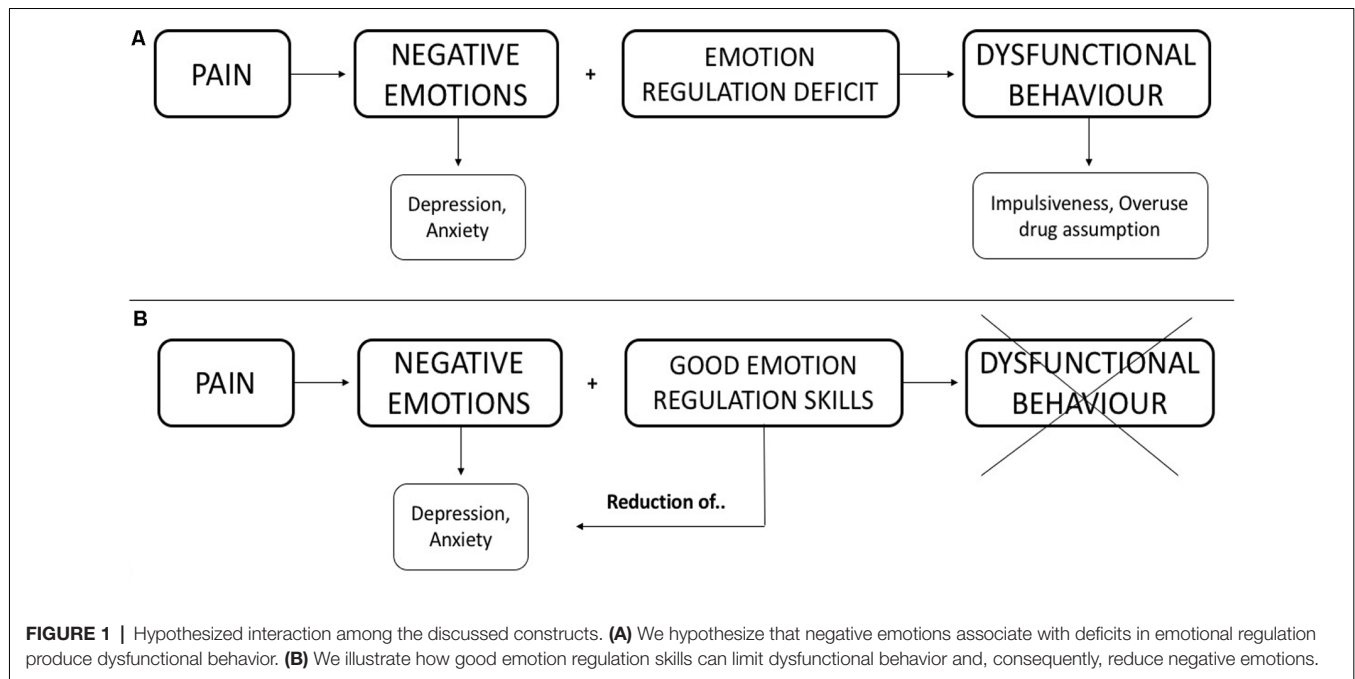 A
PAIN
NEGATIVE
EMOTIONS
+
EMOTION
REGULATION DEFICIT
DYSFUNCTIONAL
BEHAVIOUR
Depression,
Anxiety
Impulsiveness, Overuse
drug assumption
B
PAIN
NEGATIVE
EMOTIONS
+
GOOD EMOTION
REGULATION SKILLS
DYSFUNCTIONAL
BEHAVIOUR
Depression,
Anxiety
Reduction of..
FIGURE 1 | Hypothesized interaction among the discussed constructs. (A) We hypothesize that negative emotions associate with deficits in emotional regulation
produce dysfunctional behavior. (B) We illustrate how good emotion regulation skills can limit dysfunctional behavior and, consequently, reduce negative emotions.